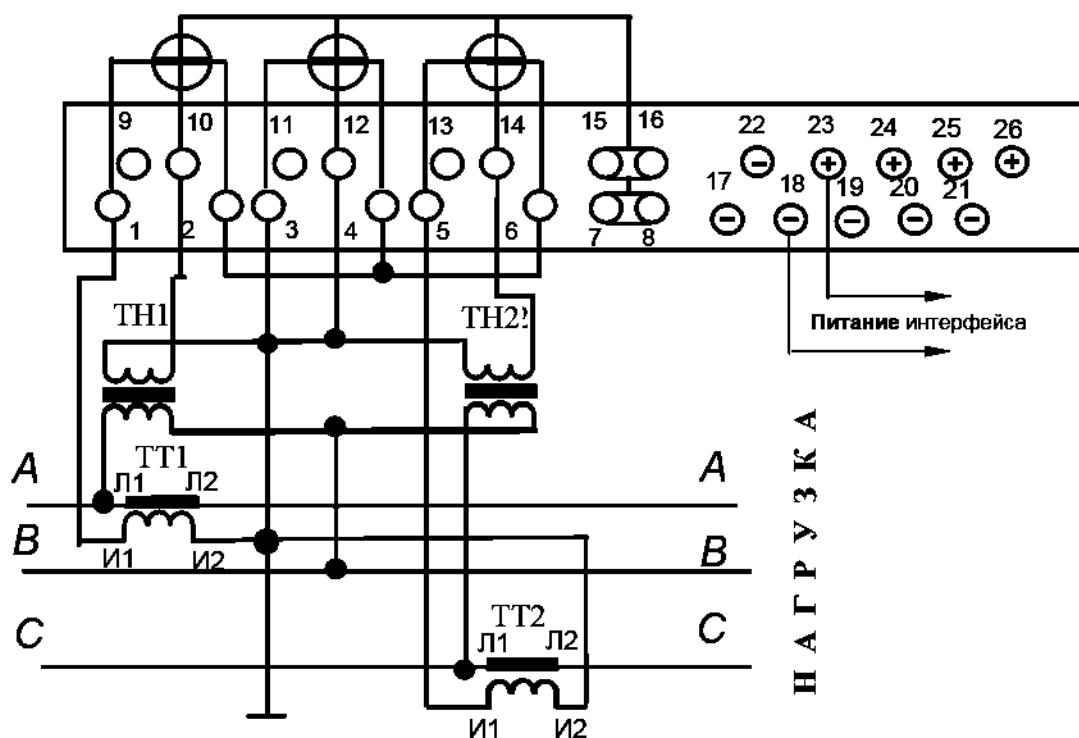 9 10 11 12 13 14 15 16 22 23 24 25 26
17 18 19 20 21
1 2 3 4 5 6 7 8
ТН1 ТН2
Питание интерфейса
ТТ1
A Л1 Л2 A
B И1 И2 B
ТТ2
C Л1 Л2 C
И1 И2
НАГРУЗКА